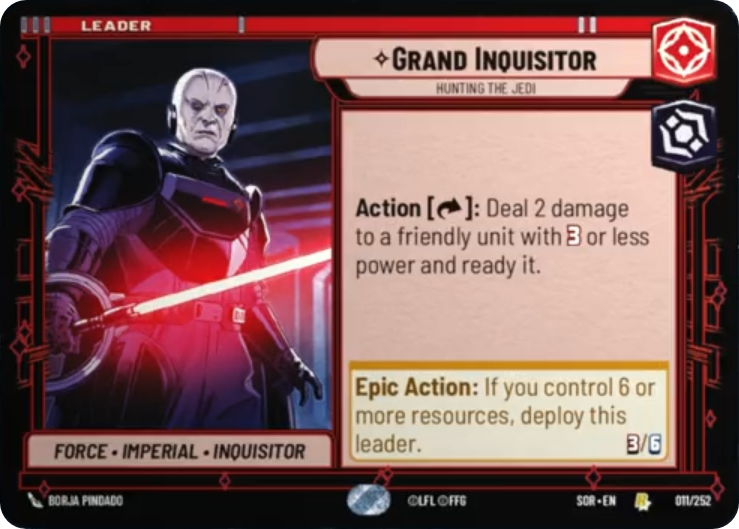 LEADER
GRAND INQUISITOR
HUNTING THE JEDI
Action [ ]: Deal 2 damage
to a friendly unit with 3 or less
power and ready it.
Epic Action: If you control 6 or
more resources, deploy this
leader.
3/6
FORCE • IMPERIAL • INQUISITOR
BORJA PINDADO
©LFL ©FFG
SOR • EN
R
011/252